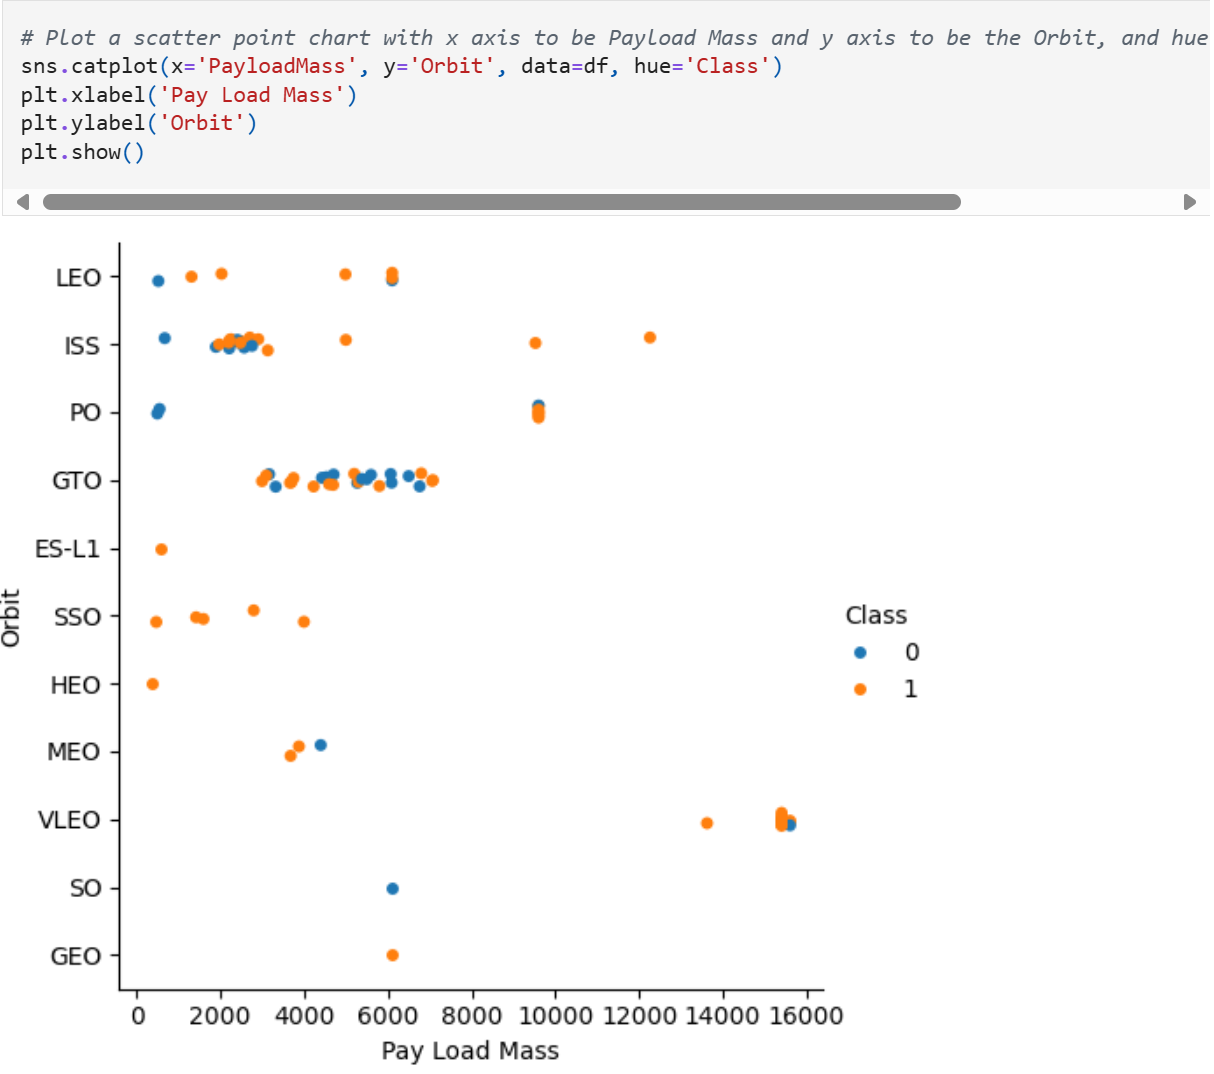 # Plot a scatter point chart with x axis to be Payload Mass and y axis to be the Orbit, and hue
sns.catplot(x='PayloadMass', y='Orbit', data=df, hue='Class')
plt.xlabel('Pay Load Mass')
plt.ylabel('Orbit')
plt.show()
LEO
ISS
PO
GTO
ES-L1
SSO
HEO
MEO
VLEO
SO
GEO
Orbit
Class
0
1
0 2000 4000 6000 8000 10000 12000 14000 16000
Pay Load Mass